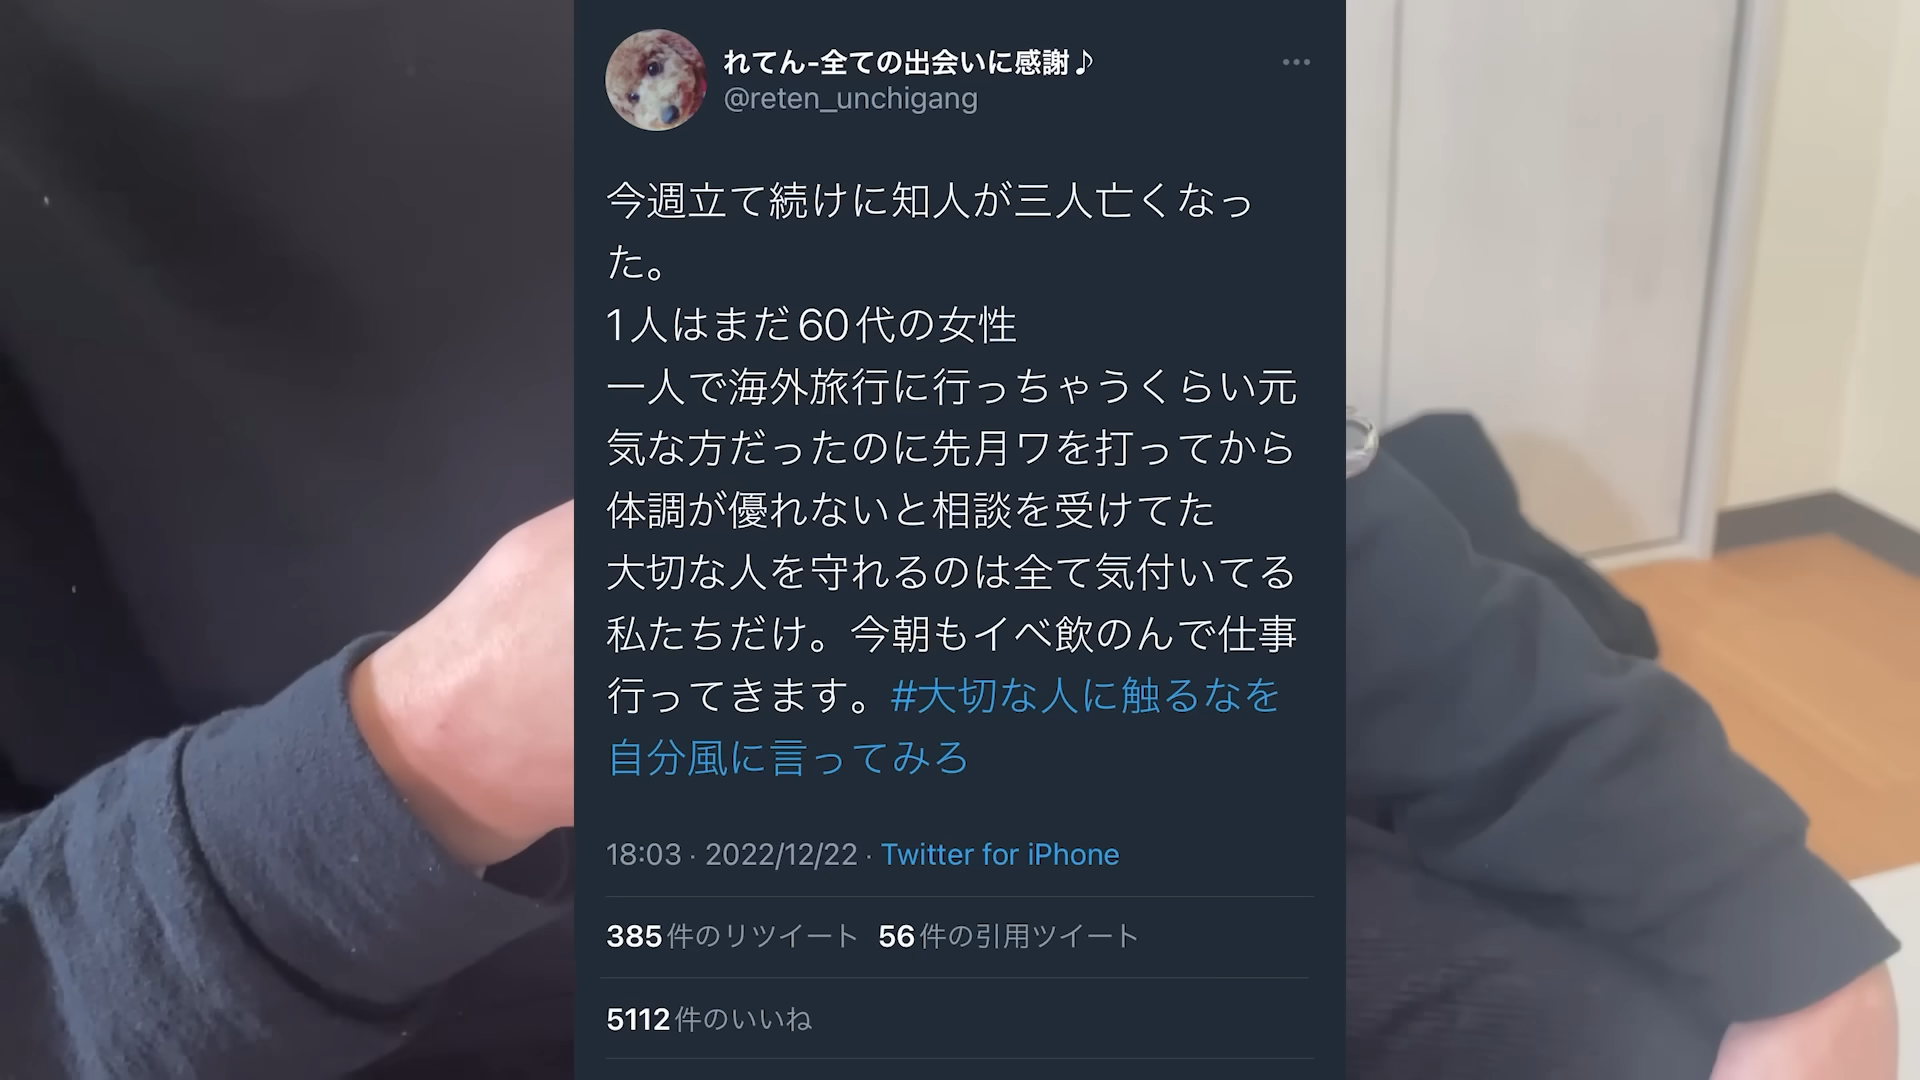 れてん-全ての出会いに感謝♪
@reten_unchigang
今週立て続けに知人が三人亡くなっ
た。
1人はまだ60代の女性
一人で海外旅行に行っちゃうくらい元
気な方だったのに先月ワを打ってから
体調が優れないと相談を受けてた
大切な人を守れるのは全て気付いてる
私たちだけ。今朝もイベ飲のんで仕事
行ってきます。#大切な人に触るなを
自分風に言ってみろ
18:03 · 2022/12/22 · Twitter for iPhone
385件のリツイート 56件の引用ツイート
5112件のいいね